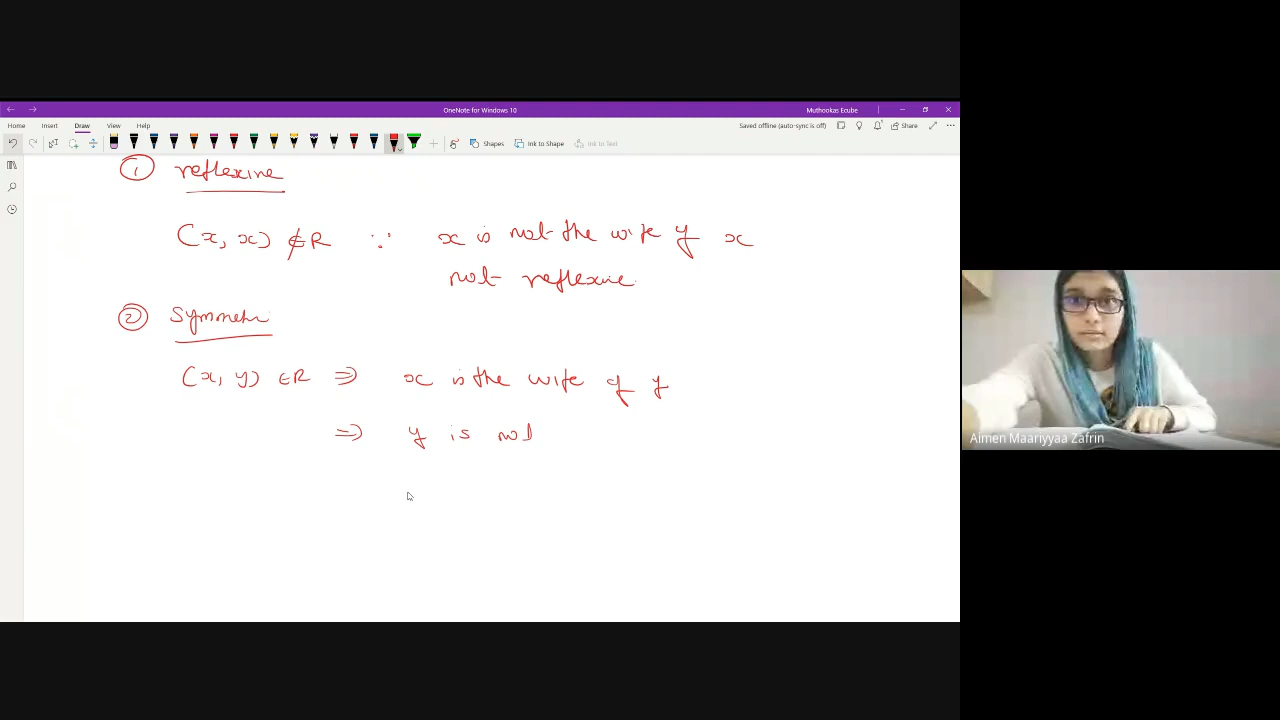 OneNote for Windows 10
Muthookas Ecube
Home Insert Draw View Help
Saved offline (auto-sync is off)
Share
Shapes
Ink to Shape
Ink to Text
① reflexive
(x, x) ∉ R ∵ x is not the wife of x
not reflexive
② Symmetric
(x, y) ∈ R ⇒ x is the wife of y
⇒ y is not
Aimen Maariyyaa Zafrin